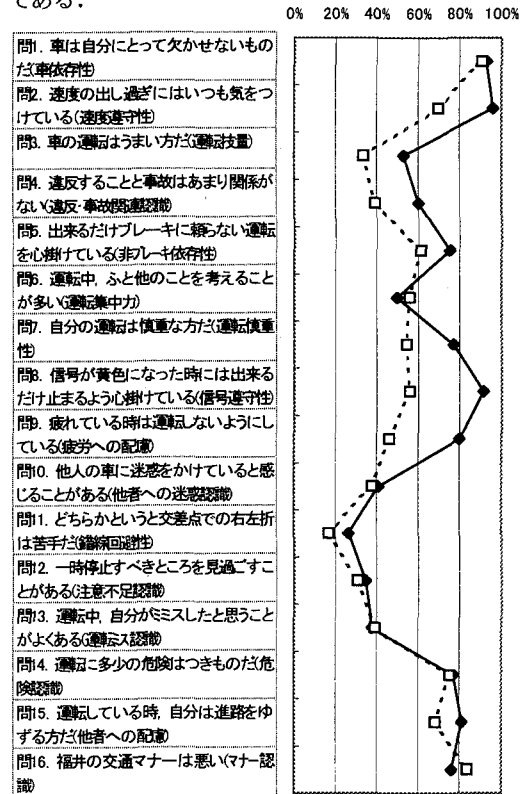 である．
0% 20% 40% 60% 80% 100%
問1．車は自分にとって欠かせないもの
だ(車依存性)
問2．速度の出し過ぎにはいつも気をつ
けている(速度遵守性)
問3．車の運転はうまい方だ(運転技量)
問4．違反することと事故はあまり関係が
ない(違反･事故関連認識)
問5．出来るだけブレーキに頼らない運転
を心掛けている(非ブレーキ依存性)
問6．運転中，ふと他のことを考えること
が多い(運転集中力)
問7．自分の運転は慎重な方だ(運転慎重
性)
問8．信号が黄色になった時には出来る
だけ止まるよう心掛けている(信号遵守性)
問9．疲れている時は運転しないようにし
ている(疲労への配慮)
問10．他人の車に迷惑をかけていると感
じることがある(他者への迷惑認識)
問11．どちらかというと交差点での右左折
は苦手だ(錯綜回避性)
問12．一時停止すべきところを見過ごすこ
とがある(注意不足認識)
問13．運転中，自分がミスしたと思うこと
がよくある(運転ミス認識)
問14．運転に多少の危険はつきものだ(危
険認識)
問15．運転している時，自分は進路をゆ
ずる方だ(他者への配慮)
問16．福井の交通マナーは悪い(マナー認
識)